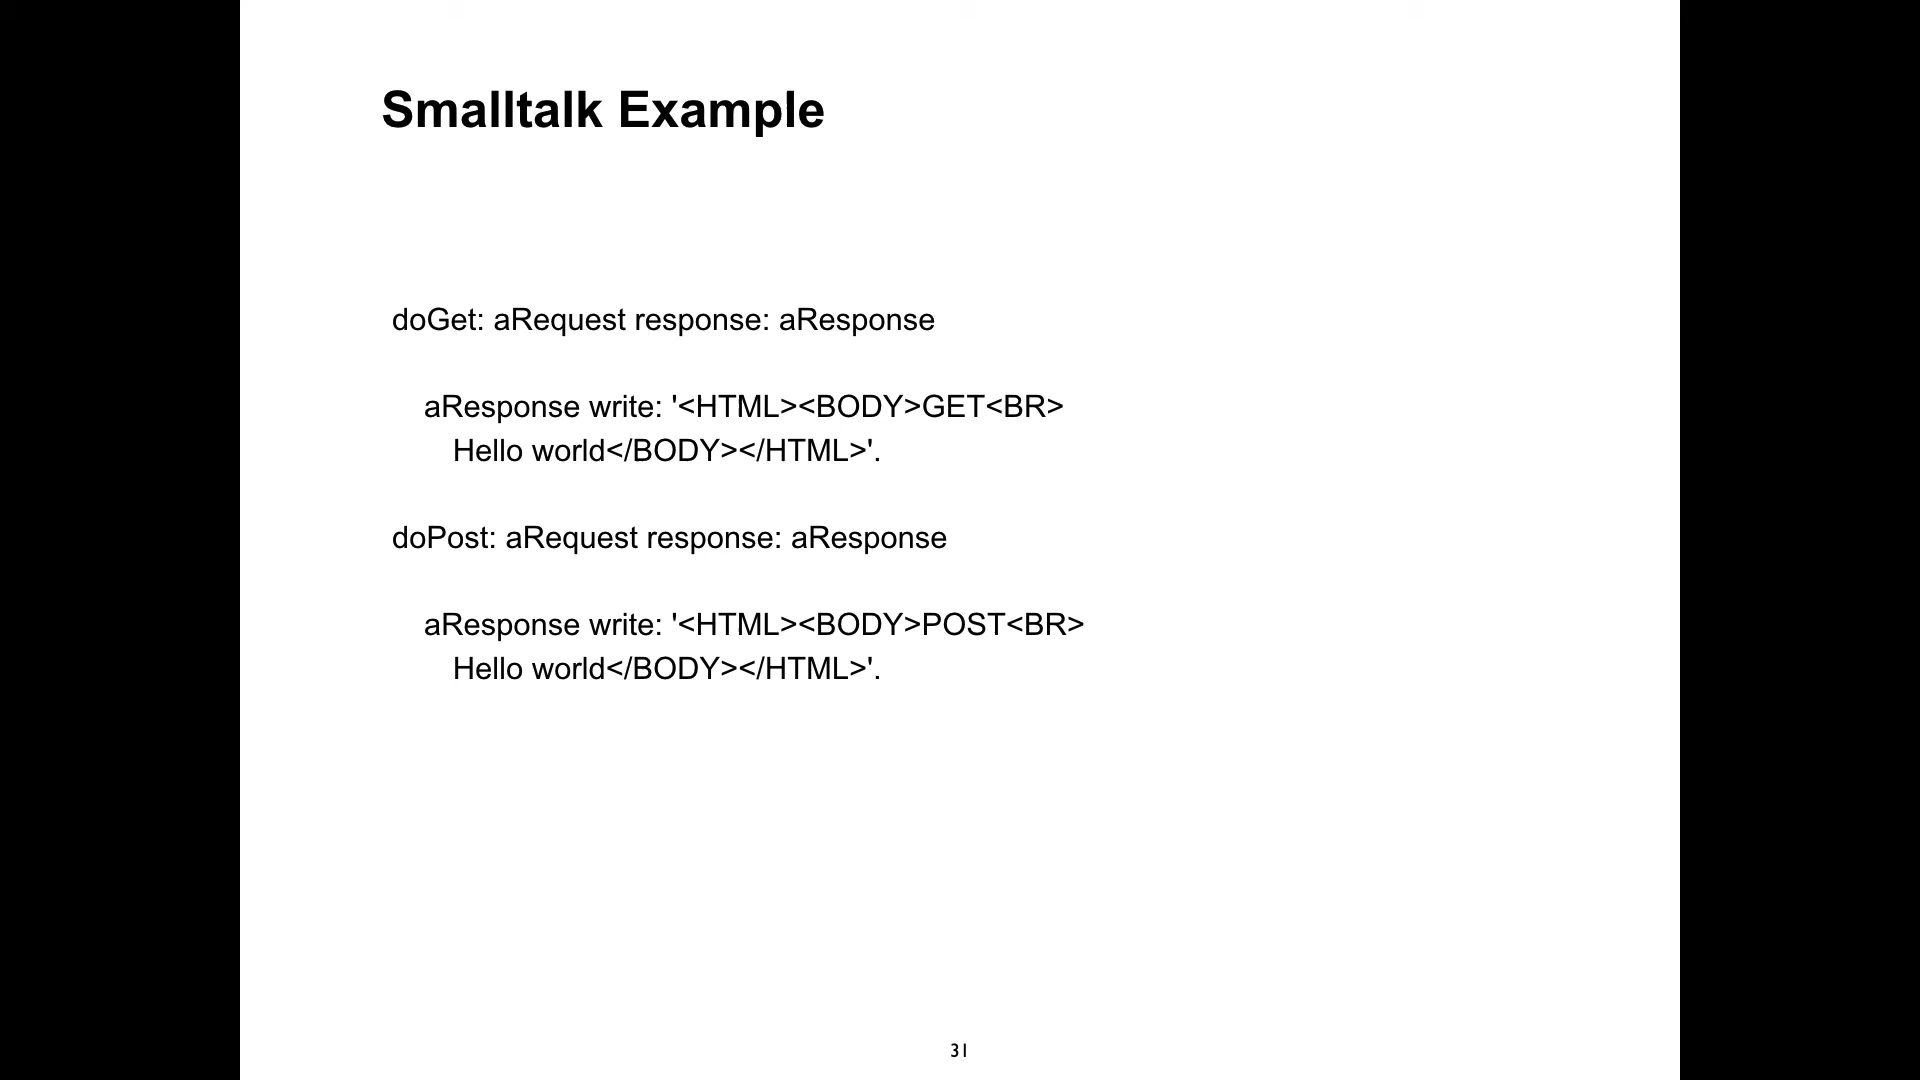 Smalltalk Example
doGet: aRequest response: aResponse
aResponse write: '<HTML><BODY>GET<BR>
Hello world</BODY></HTML>'.
doPost: aRequest response: aResponse
aResponse write: '<HTML><BODY>POST<BR>
Hello world</BODY></HTML>'.
31